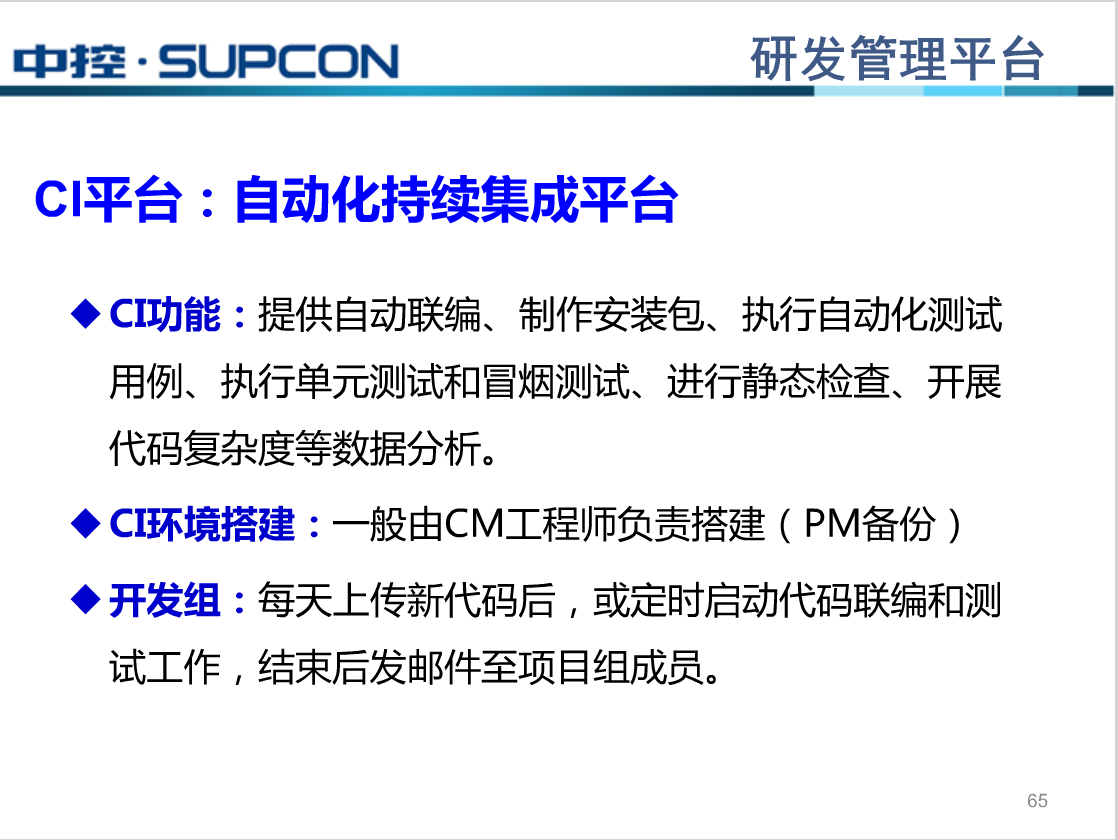 中控·SUPCON
研发管理平台
CI平台：自动化持续集成平台
◆CI功能：提供自动联编、制作安装包、执行自动化测试
用例、执行单元测试和冒烟测试、进行静态检查、开展
代码复杂度等数据分析。
◆CI环境搭建：一般由CM工程师负责搭建（PM备份）
◆开发组：每天上传新代码后，或定时启动代码联编和测
试工作，结束后发邮件至项目组成员。
65